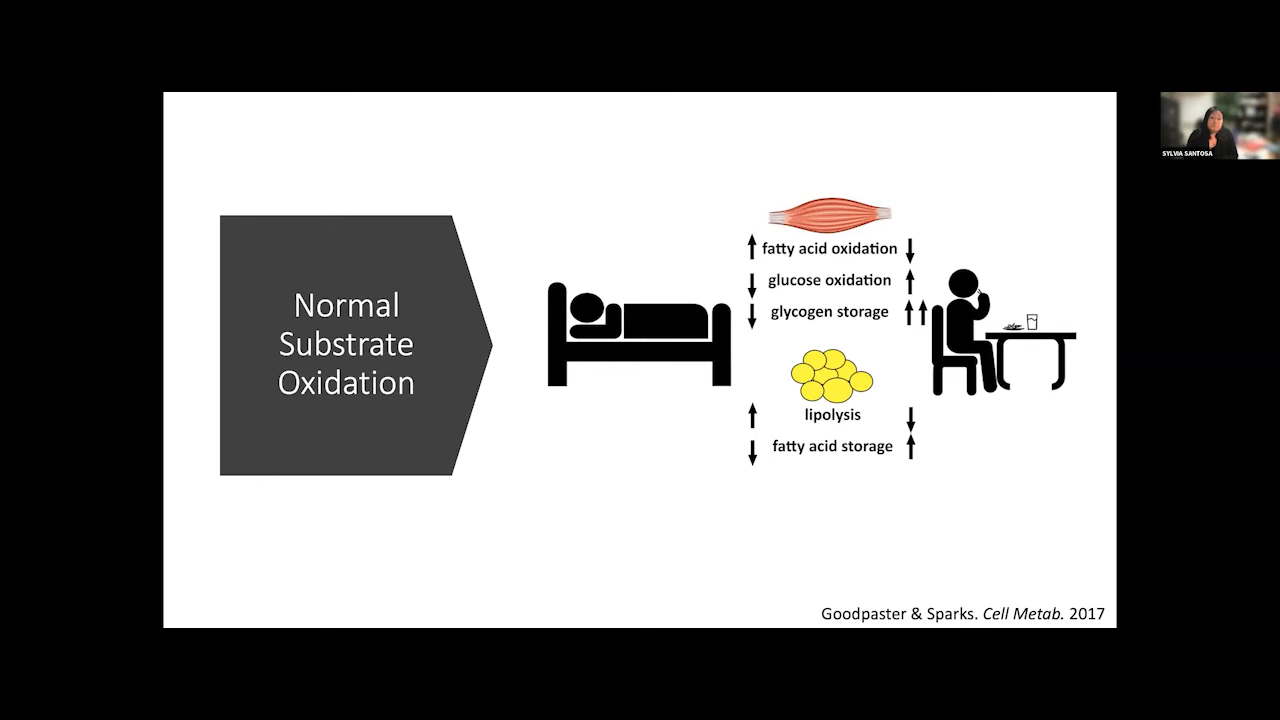 Normal
Substrate
Oxidation
fatty acid oxidation
glucose oxidation
glycogen storage
lipolysis
fatty acid storage
Goodpaster & Sparks. Cell Metab. 2017
SYLVIA SANTOSA